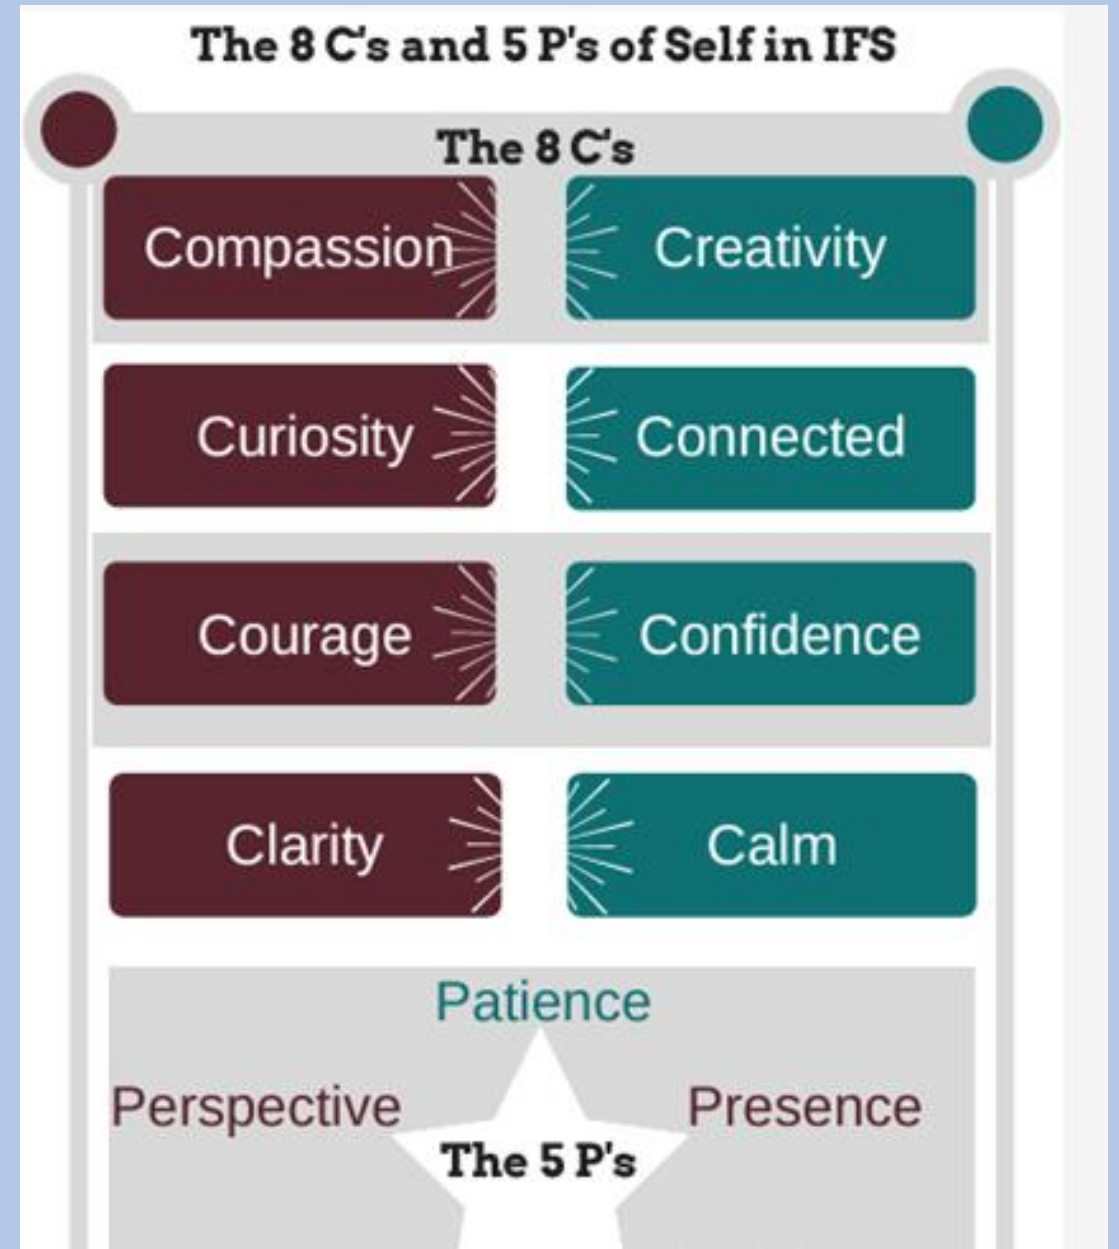 The 8 C's and 5 P's of Self in IFS
The 8 C's
Compassion
Creativity
Curiosity
Connected
Courage
Confidence
Clarity
Calm
Patience
Perspective
Presence
The 5 P's